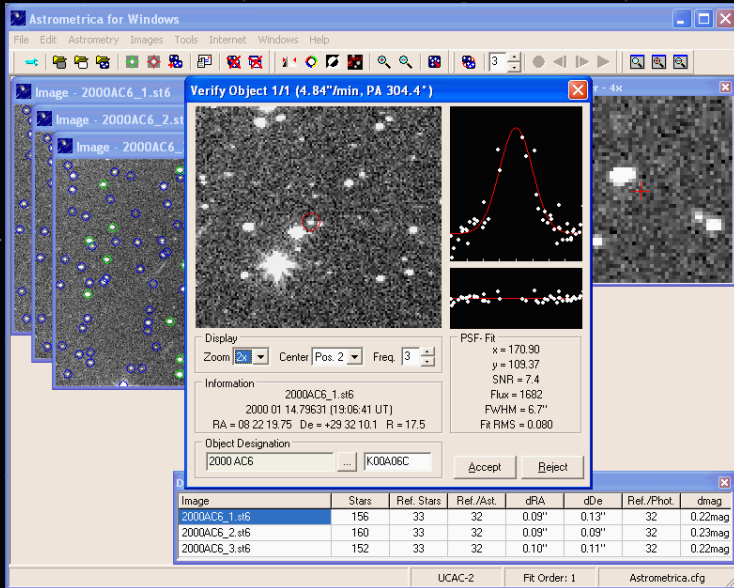 Astrometrica for Windows
File Edit Astrometry Images Tools Internet Windows Help
3
Image - 2000AC6_1.st6
Image - 2000AC6_2.st
Image - 2000AC6_
r - 4x
Verify Object 1/1 (4.84"/min, PA 304.4°)
Display
Zoom 2x Center Pos. 2 Freq. 3
Information
2000AC6_1.st6
2000 01 14.79631 (19:06:41 UT)
RA = 08 22 19.75 De = +29 32 10.1 R = 17.5
Object Designation
2000 AC6 ... K00A06C
PSF- Fit
x = 170.90
y = 109.37
SNR = 7.4
Flux = 1682
FWHM = 6.7"
Fit RMS = 0.080
Accept Reject
D
Image Stars Ref. Stars Ref./Ast. dRA dDe Ref./Phot. dmag
2000AC6_1.st6 156 33 32 0.09" 0.13" 32 0.22mag
2000AC6_2.st6 160 33 32 0.09" 0.09" 32 0.23mag
2000AC6_3.st6 152 33 32 0.10" 0.11" 32 0.22mag
UCAC-2 Fit Order: 1 Astrometrica.cfg